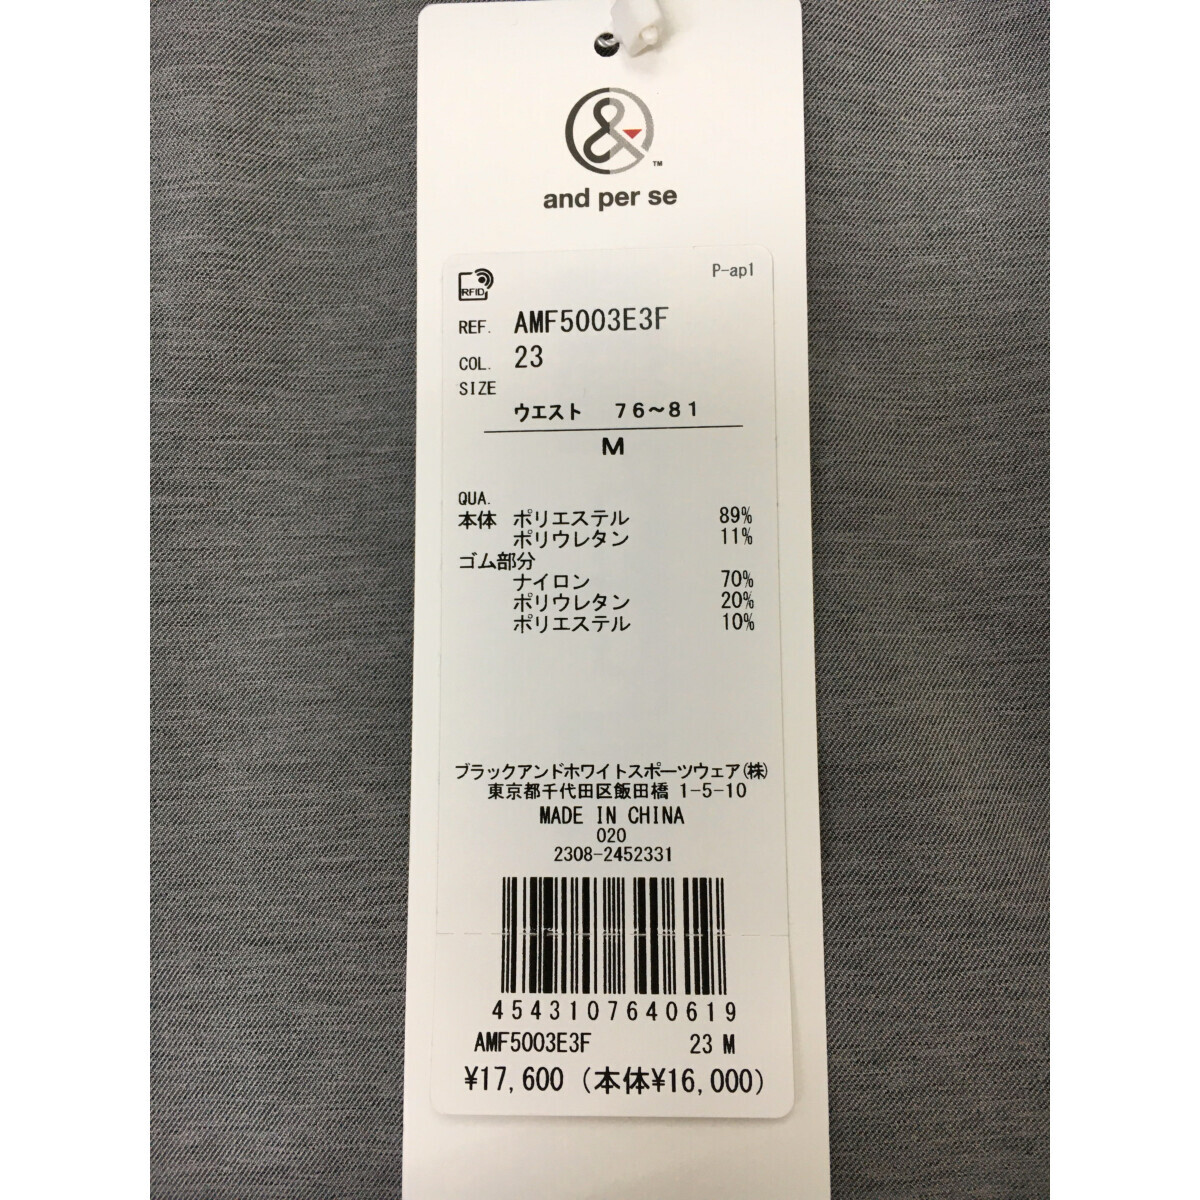 &
TM
and per se
P-ap1
RFID
REF. AMF5003E3F
COL. 23
SIZE
ウエスト 76~81
M
QUA.
本体 ポリエステル 89%
ポリウレタン 11%
ゴム部分
ナイロン 70%
ポリウレタン 20%
ポリエステル 10%
ブラックアンドホワイトスポーツウェア(株)
東京都千代田区飯田橋 1-5-10
MADE IN CHINA
020
2308-2452331
4543107640619
AMF5003E3F 23 M
¥17,600 (本体¥16,000)